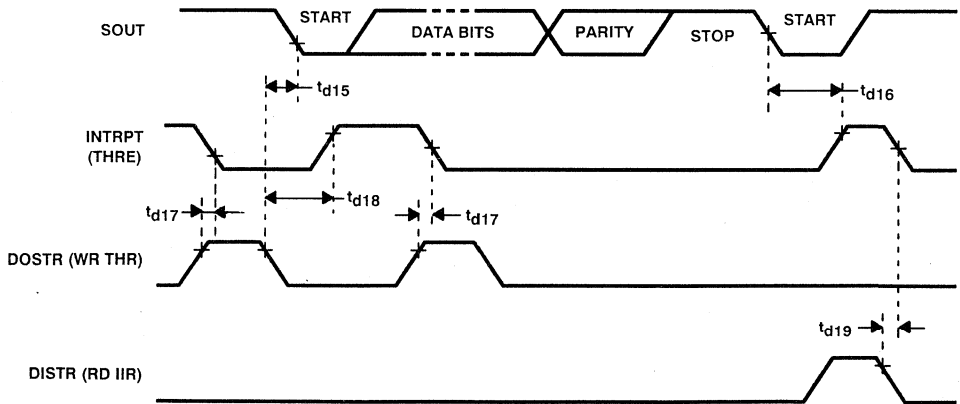 SOUT
START
DATA BITS
PARITY
STOP
START
td15
td16
INTRPT
(THRE)
td18
td17
td17
DOSTR (WR THR)
td19
DISTR (RD IIR)